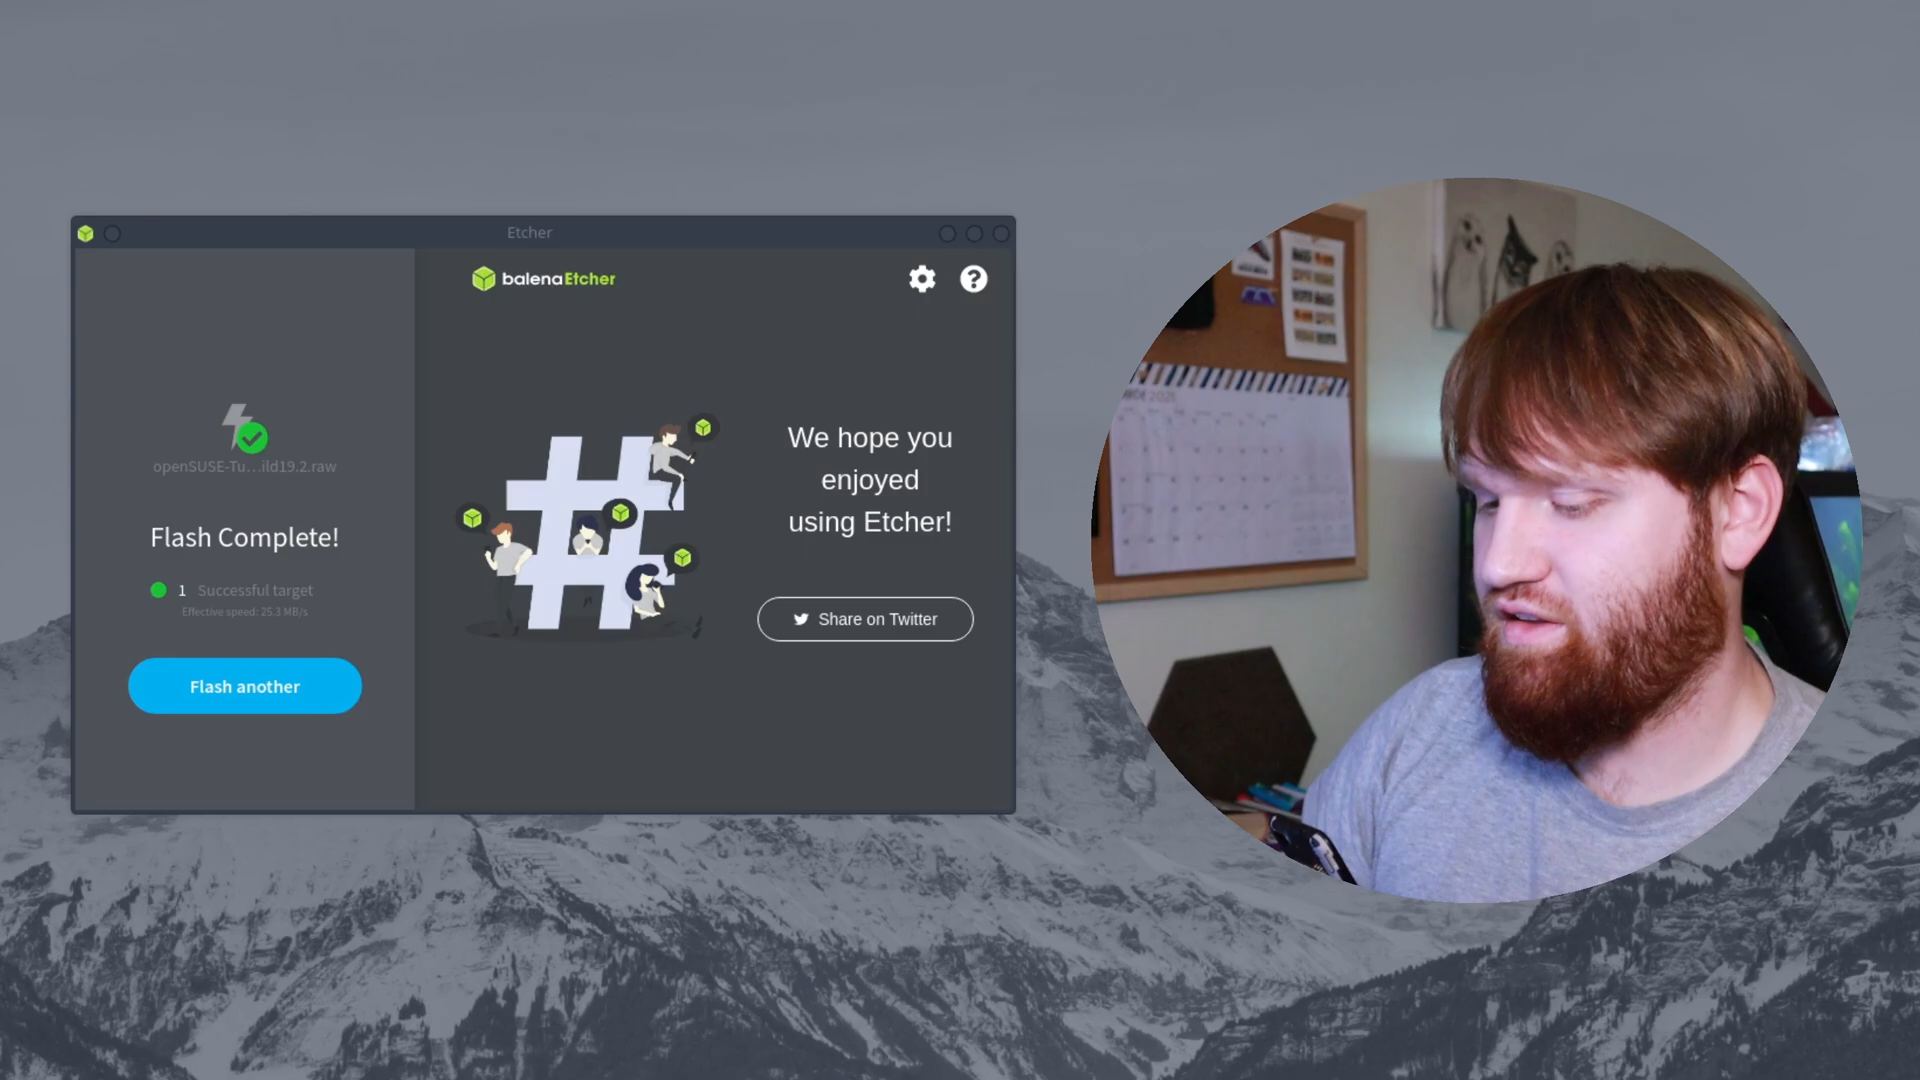 Etcher
balenaEtcher
openSUSE-Tu...ild19.2.raw
Flash Complete!
1 Successful target
Effective speed: 25.3 MB/s
Flash another
We hope you
enjoyed
using Etcher!
Share on Twitter
2021